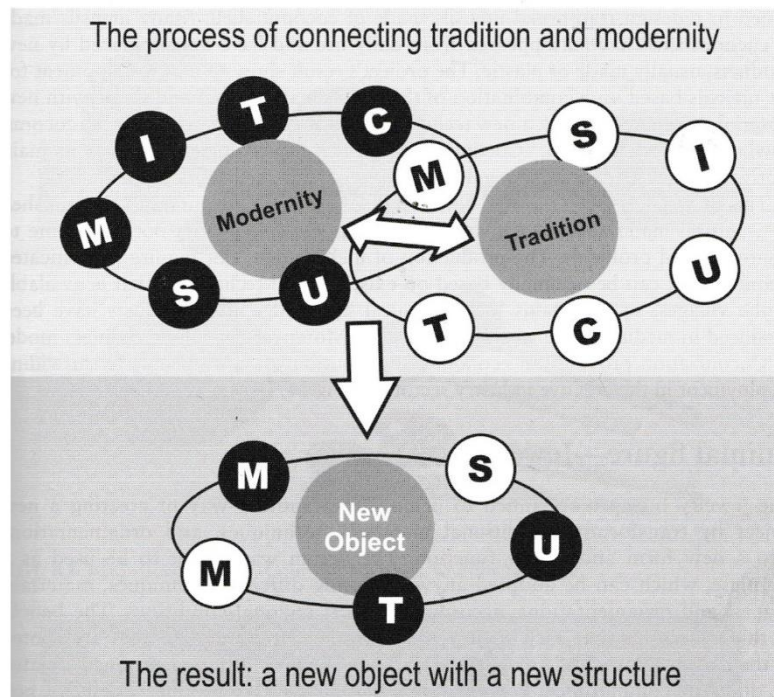 The process of connecting tradition and modernity
T
C
I
M
S
U
Modernity
M
S
I
U
C
T
Tradition
M
S
New
Object
U
M
T
The result: a new object with a new structure